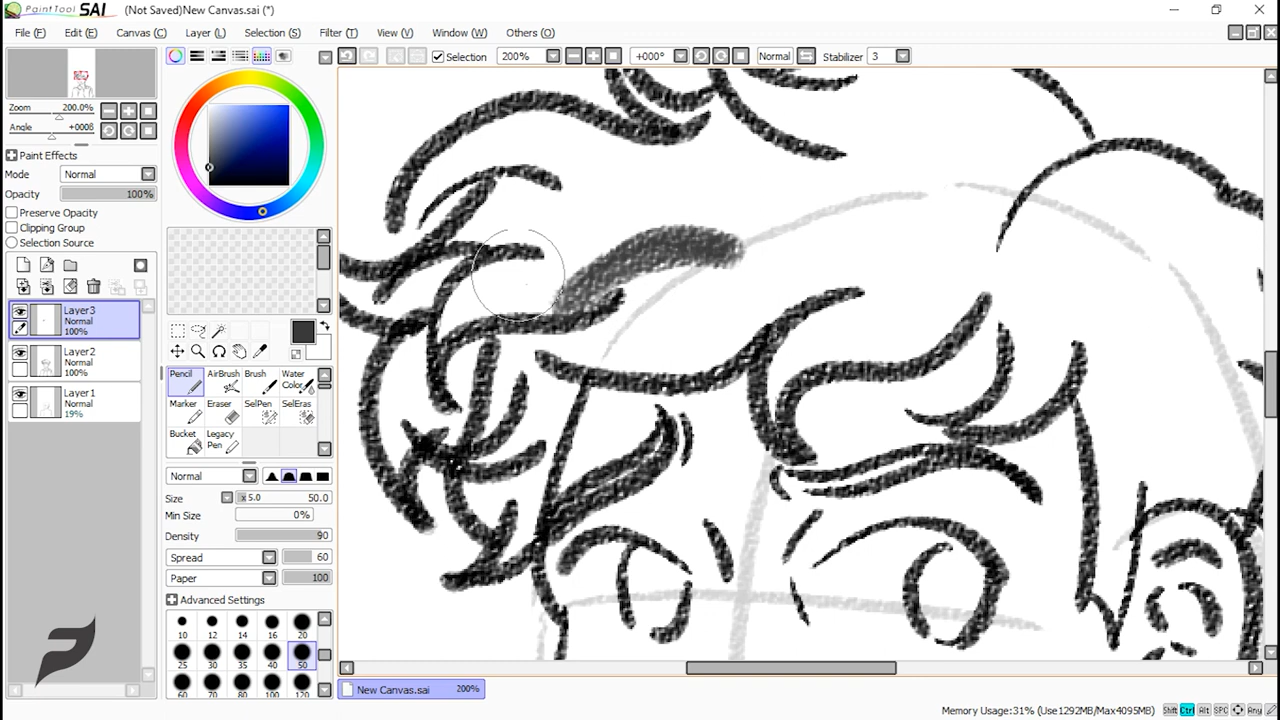 PaintTool SAI (Not Saved)New Canvas.sai (*)
File (F) Edit (E) Canvas (C) Layer (L) Selection (S) Filter (T) View (V) Window (W) Others (O)
Selection 200% +000° Normal Stabilizer 3
Zoom 200.0%
Angle +000δ
Paint Effects
Mode Normal
Opacity 100%
Preserve Opacity
Clipping Group
Selection Source
Layer3
Normal
100%
Layer2
Normal
100%
Layer1
Normal
19%
Pencil AirBrush Brush Water Color
Marker Eraser SelPen SelEras
Bucket Legacy Pen
Normal
Size x 5.0 50.0
Min Size 0%
Density 90
Spread 60
Paper 100
Advanced Settings
10 12 14 16 20
25 30 35 40 50
60 70 80 100 120
New Canvas.sai 200%
Memory Usage:31% (Use1292MB/Max4095MB) Shift Ctrl Alt SPC Any